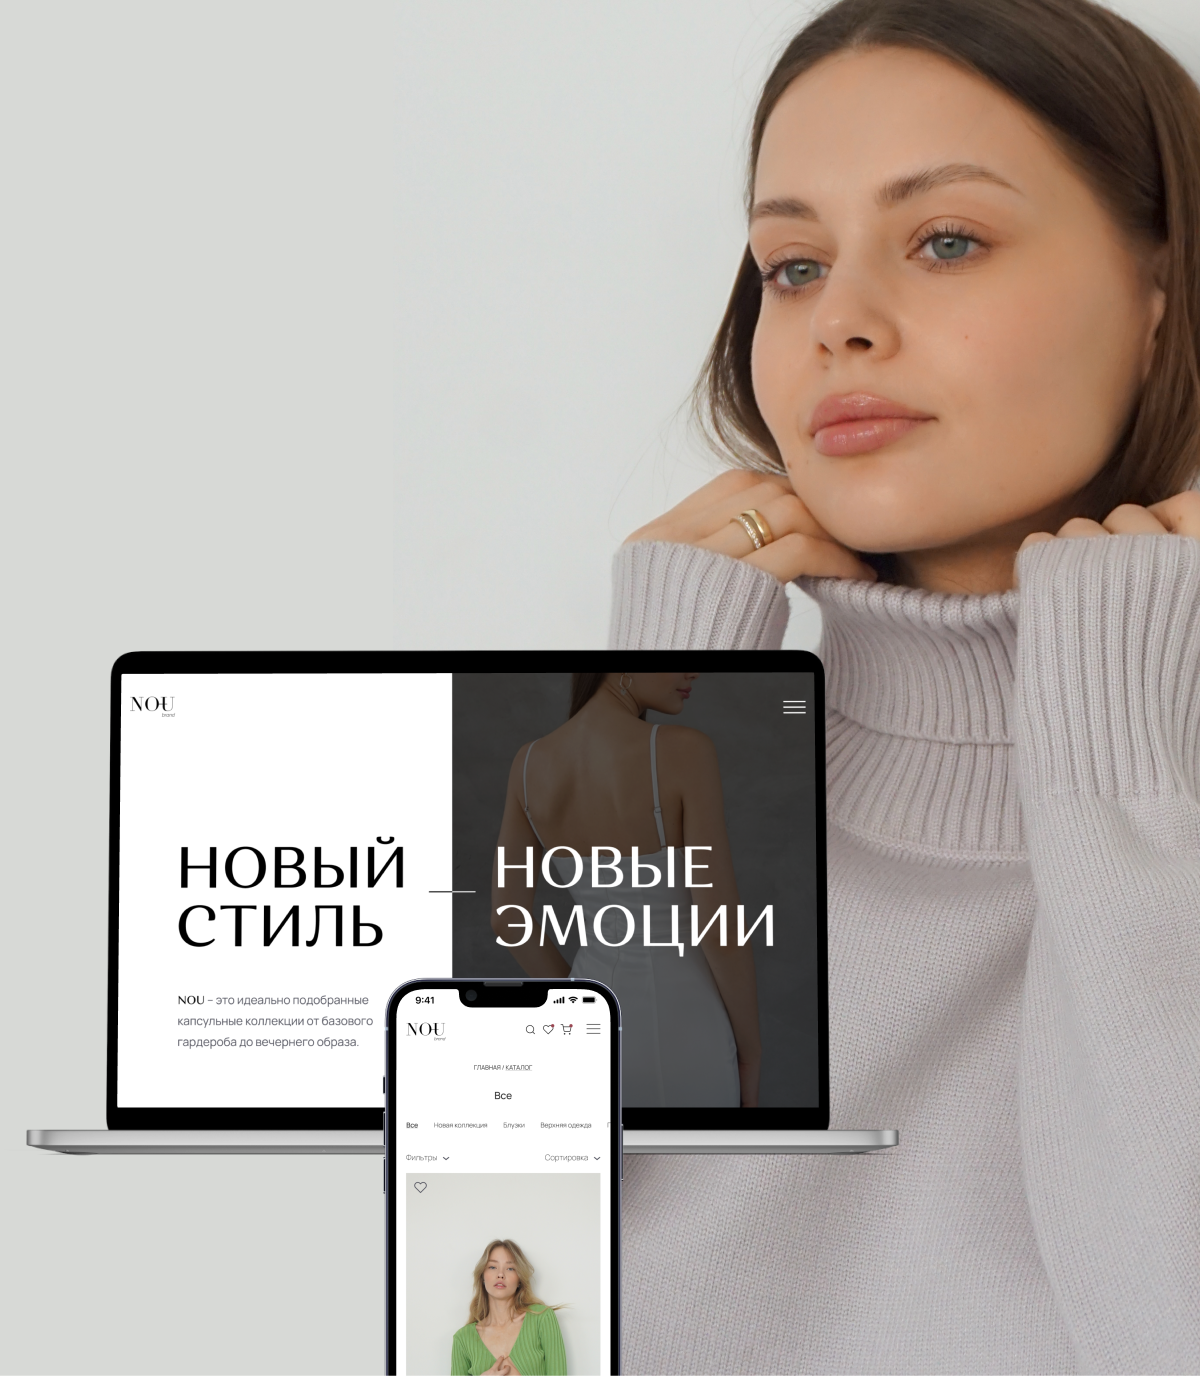 NOU
brand
НОВЫЙ
СТИЛЬ
НОВЫЕ
ЭМОЦИИ
NOU – это идеально подобранные
капсульные коллекции от базового
гардероба до вечернего образа.
9:41
NOU
brand
ГЛАВНАЯ / КАТАЛОГ
Все
Все Новая коллекция Блузки Верхняя одежда
Фильтры Сортировка